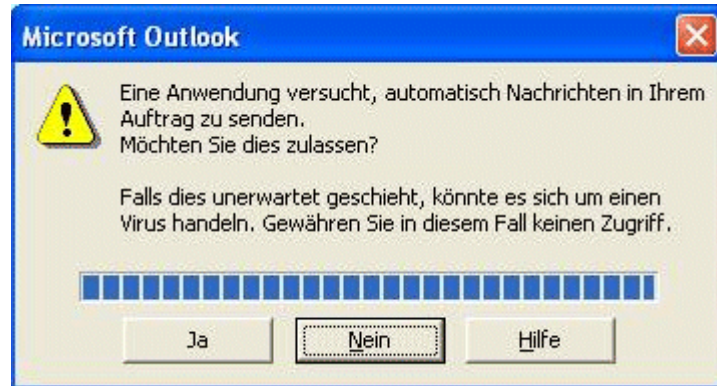 Microsoft Outlook
Eine Anwendung versucht, automatisch Nachrichten in Ihrem
Auftrag zu senden.
Möchten Sie dies zulassen?
Falls dies unerwartet geschieht, könnte es sich um einen
Virus handeln. Gewähren Sie in diesem Fall keinen Zugriff.
Ja Nein Hilfe